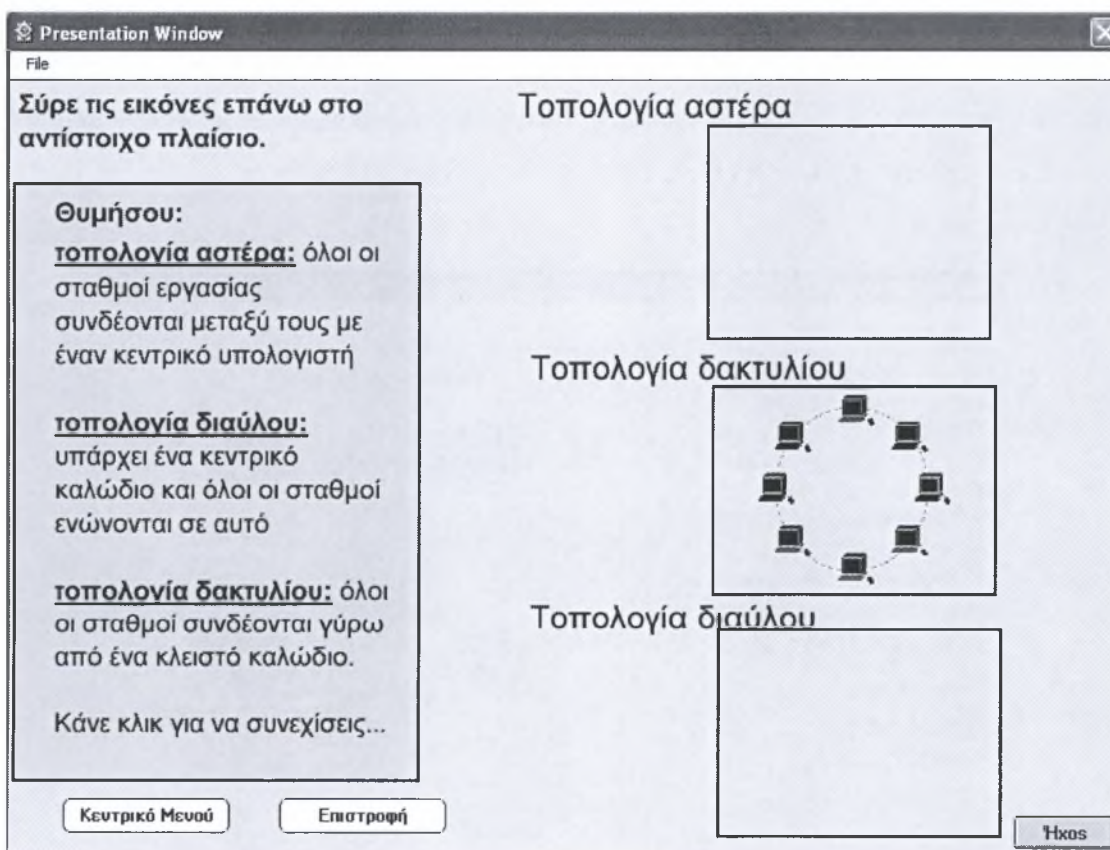 Presentation Window
File
Σύρε τις εικόνες επάνω στο
αντίστοιχο πλαίσιο.
Θυμήσου:
τοπολογία αστέρα: όλοι οι
σταθμοί εργασίας
συνδέονται μεταξύ τους με
έναν κεντρικό υπολογιστή
τοπολογία διαύλου:
υπάρχει ένα κεντρικό
καλώδιο και όλοι οι σταθμοί
ενώνονται σε αυτό
τοπολογία δακτυλίου: όλοι
οι σταθμοί συνδέονται γύρω
από ένα κλειστό καλώδιο.
Κάνε κλικ για να συνεχίσεις...
Κεντρικό Μενού
Επιστροφή
Τοπολογία αστέρα
Τοπολογία δακτυλίου
Τοπολογία διαύλου
Ήχος